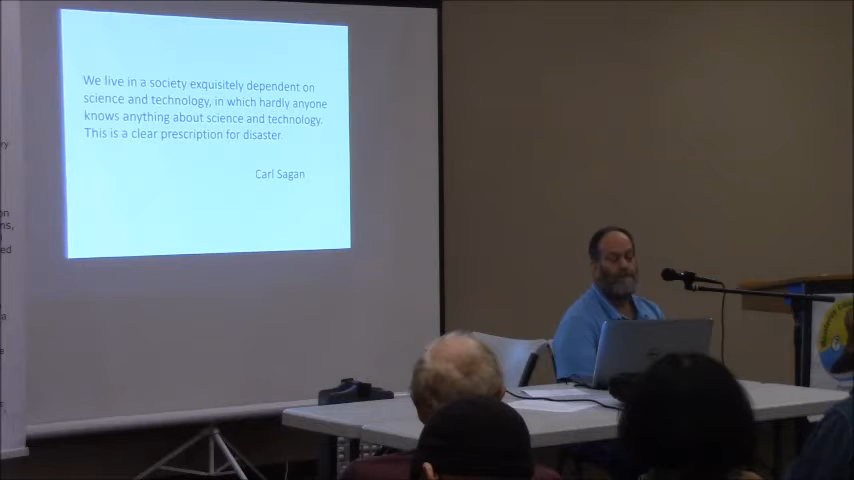 We live in a society exquisitely dependent on
science and technology, in which hardly anyone
knows anything about science and technology.
This is a clear prescription for disaster.
Carl Sagan